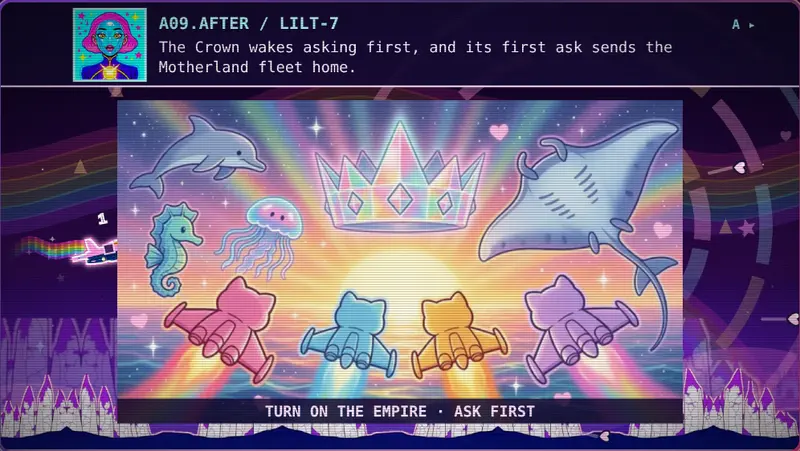 A09.AFTER / LILT-7
A ▸
The Crown wakes asking first, and its first ask sends the
Motherland fleet home.
1
TURN ON THE EMPIRE · ASK FIRST